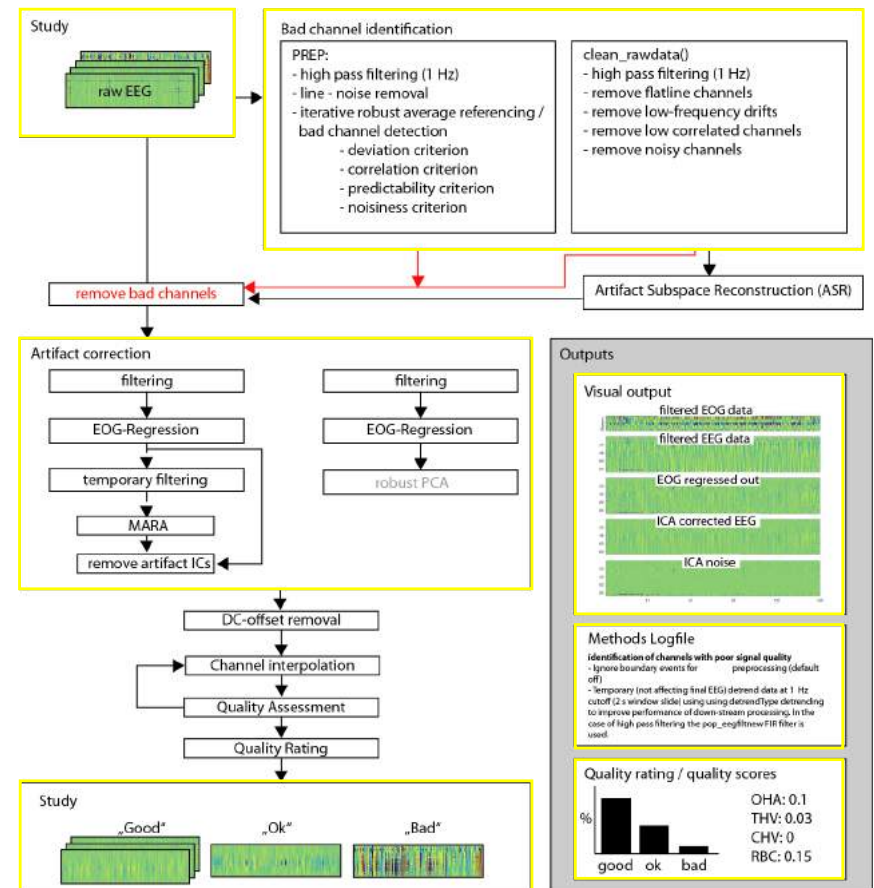 Study
raw EEG
Bad channel identification
PREP:
- high pass filtering (1 Hz)
- line - noise removal
- iterative robust average referencing /
bad channel detection
- deviation criterion
- correlation criterion
- predictability criterion
- noisiness criterion
clean_rawdata()
- high pass filtering (1 Hz)
- remove flatline channels
- remove low-frequency drifts
- remove low correlated channels
- remove noisy channels
remove bad channels
Artifact Subspace Reconstruction (ASR)
Artifact correction
filtering
EOG-Regression
temporary filtering
MARA
remove artifact ICs
filtering
EOG-Regression
robust PCA
DC-offset removal
Channel interpolation
Quality Assessment
Quality Rating
Study
„Good“
„Ok“
„Bad“
Outputs
Visual output
filtered EOG data
filtered EEG data
EOG regressed out
ICA corrected EEG
ICA noise
Methods Logfile
identification of channels with poor signal quality
- Ignore boundary events for preprocessing (default
off)
- Temporary (not affecting final EEG) detrend data at 1 Hz
cutoff (2 s window slide) using using detrendType detrending
to improve performance of down-stream processing. In the
case of high pass filtering the pop_eegfiltnew FIR filter is
used.
Quality rating / quality scores
%
good ok bad
OHA: 0.1
THV: 0.03
CHV: 0
RBC: 0.15